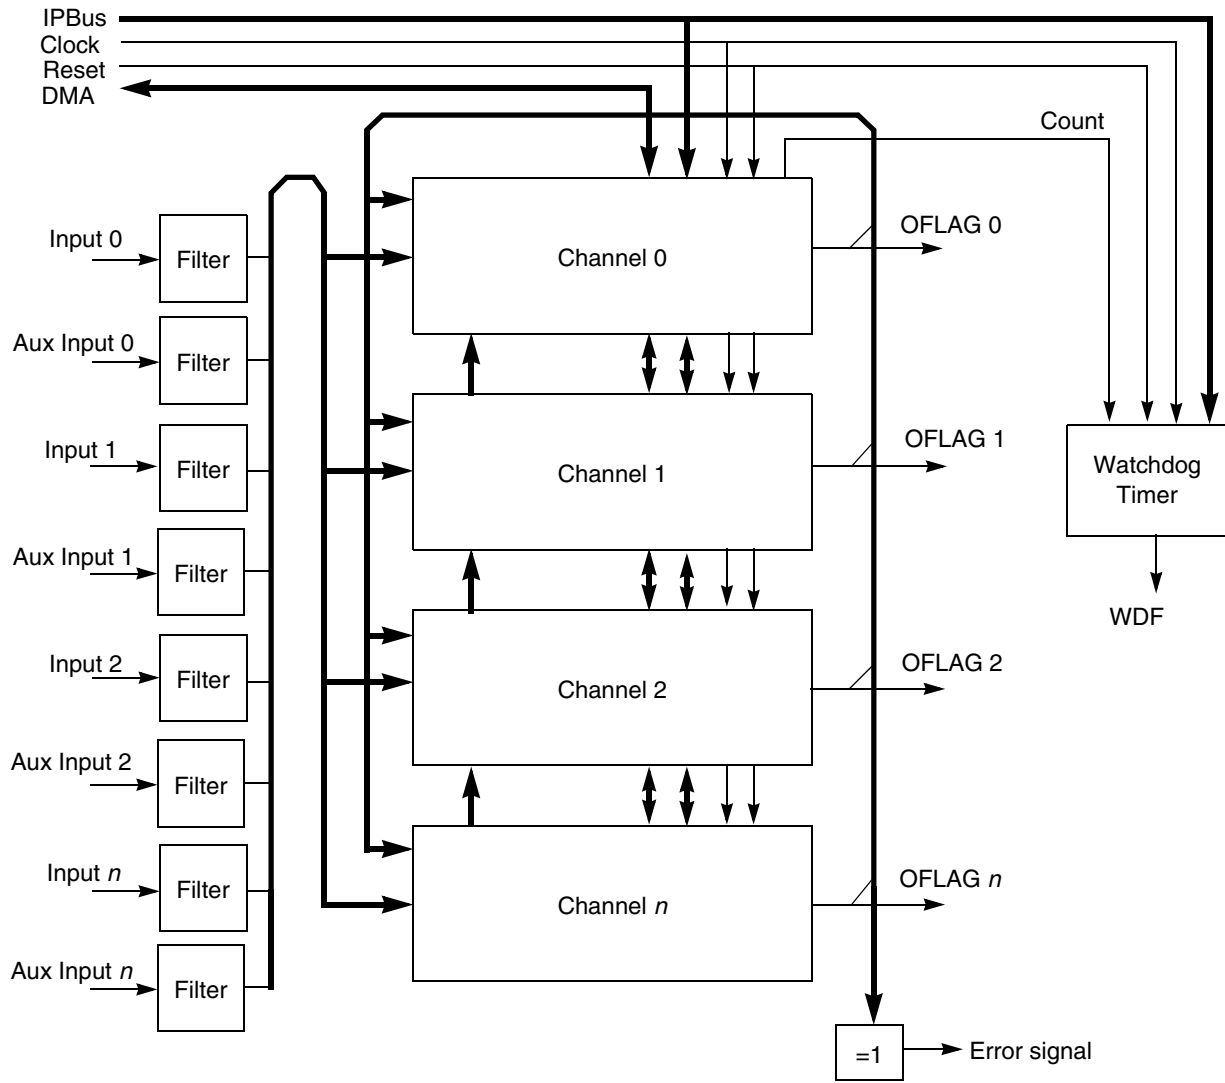 IPBus
Clock
Reset
DMA
Count
Input 0
Filter
Channel 0
OFLAG 0
Aux Input 0
Filter
Input 1
Filter
Channel 1
OFLAG 1
Watchdog
Timer
Aux Input 1
Filter
WDF
Input 2
Filter
Channel 2
OFLAG 2
Aux Input 2
Filter
Input n
Filter
Channel n
OFLAG n
Aux Input n
Filter
=1
Error signal